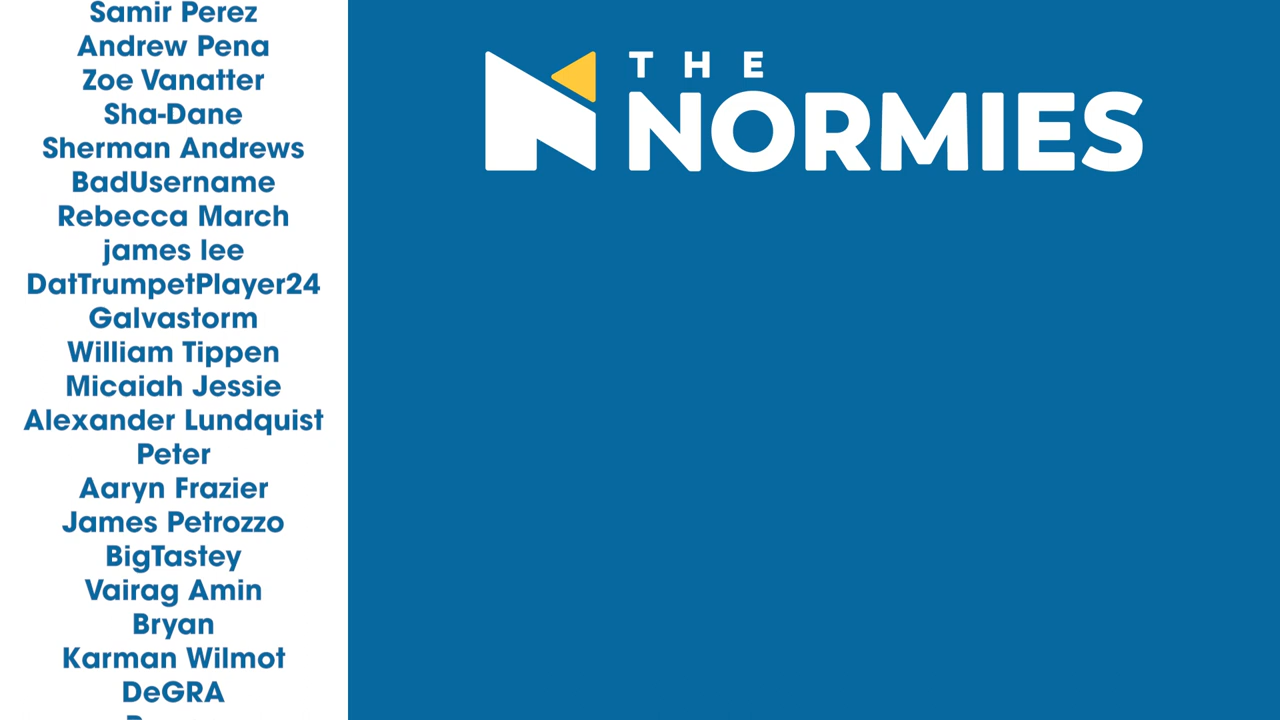 Samir Perez
Andrew Pena
Zoe Vanatter
Sha-Dane
Sherman Andrews
BadUsername
Rebecca March
james lee
DatTrumpetPlayer24
Galvastorm
William Tippen
Micaiah Jessie
Alexander Lundquist
Peter
Aaryn Frazier
James Petrozzo
BigTastey
Vairag Amin
Bryan
Karman Wilmot
DeGRA
THE
NORMIES